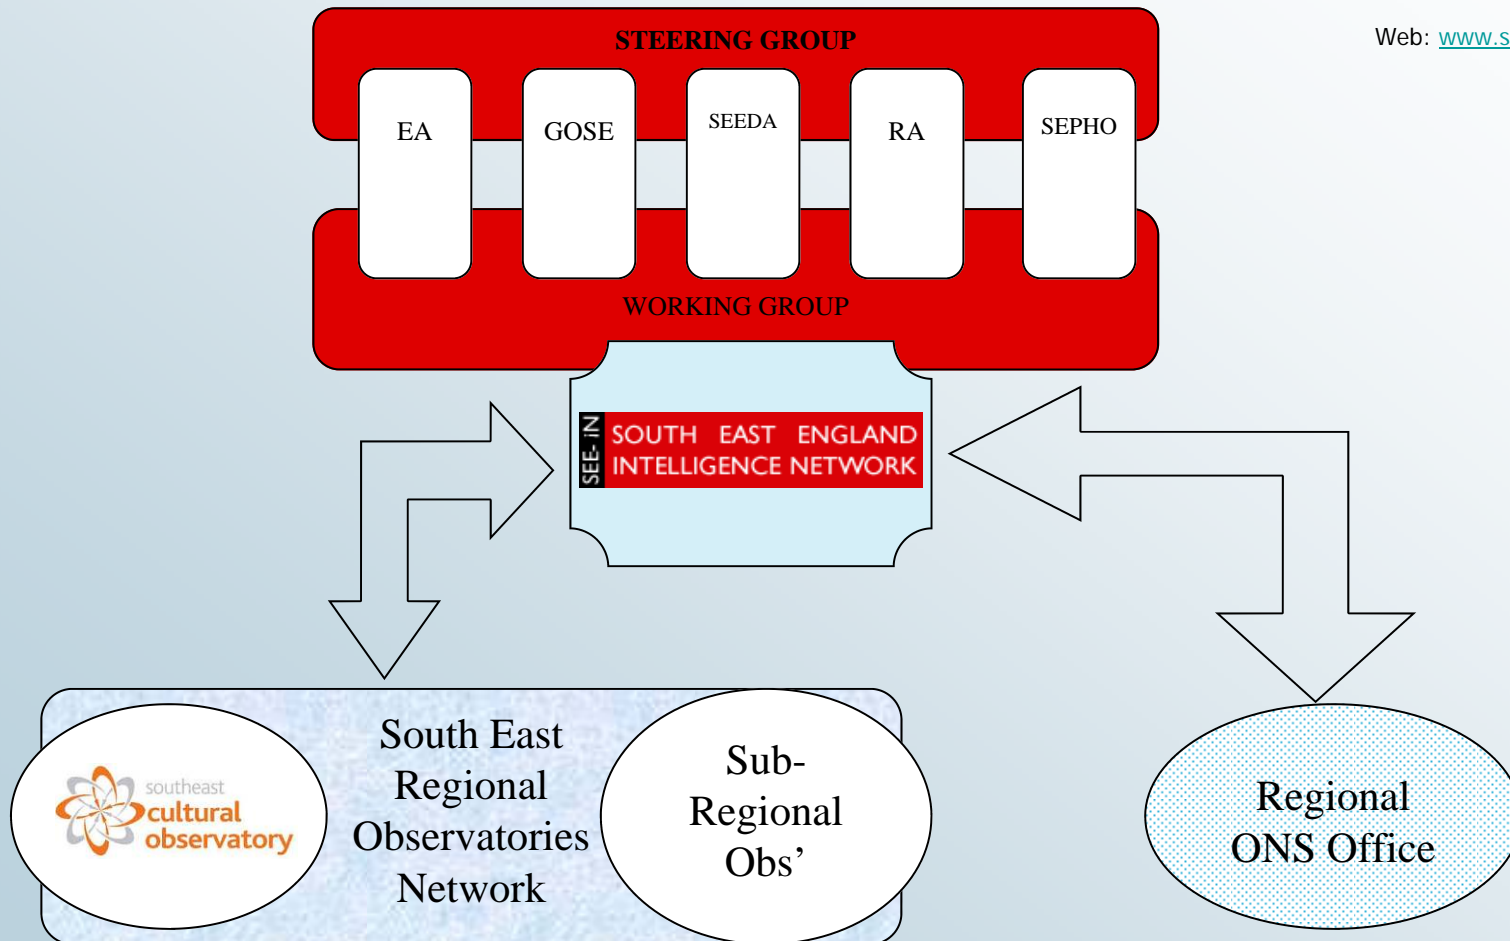 STEERING GROUP
Web: www.s
EA
GOSE
SEEDA
RA
SEPHO
WORKING GROUP
SEE-iN
SOUTH EAST ENGLAND
INTELLIGENCE NETWORK
southeast
cultural
observatory
South East
Regional
Observatories
Network
Sub-
Regional
Obs’
Regional
ONS Office